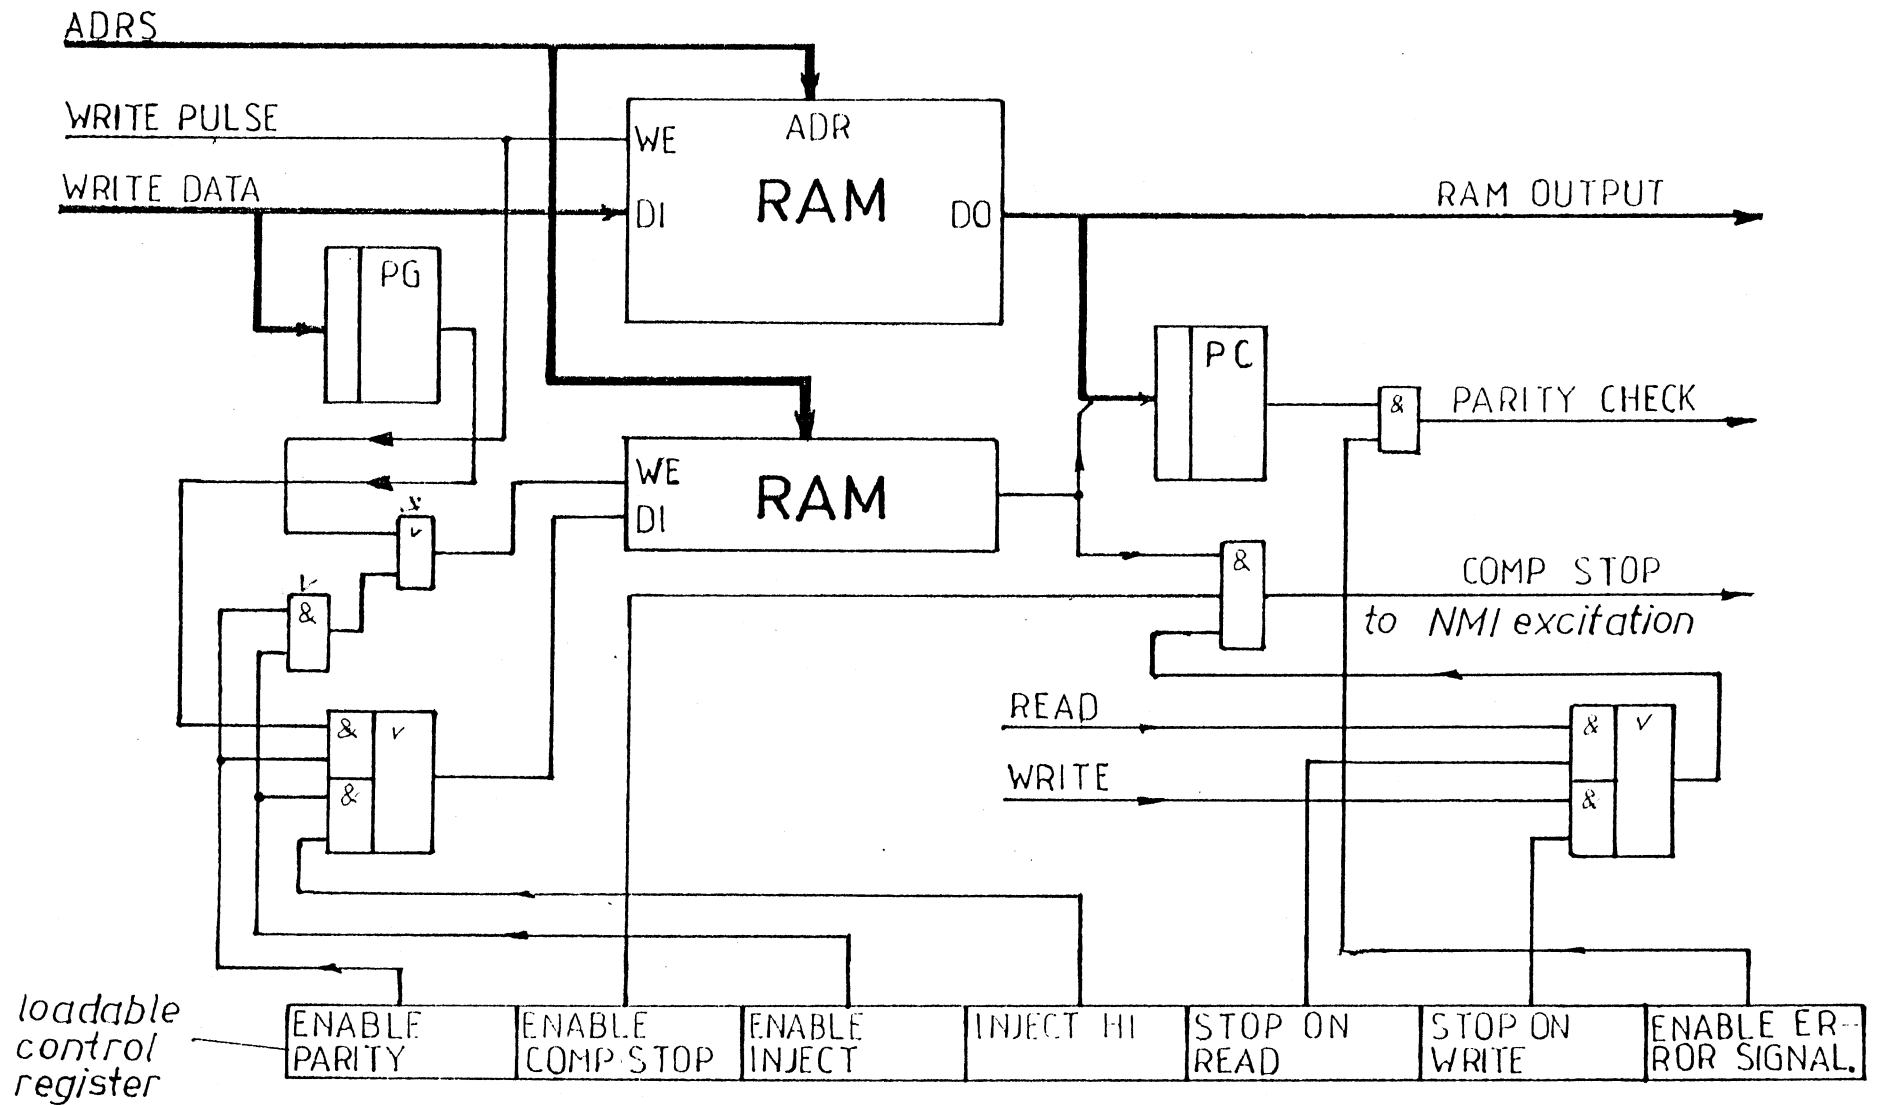 ADRS
WRITE PULSE
WRITE DATA
ADR
WE
RAM
DI
DO
RAM OUTPUT
PG
PC
&
PARITY CHECK
WE
RAM
DI
v
&
v
&
COMP STOP
to NMI excitation
READ
WRITE
&
v
&
&
v
&
loadable
control
register
ENABLE
PARITY
ENABLE
COMP·STOP
ENABLE
INJECT
INJECT HI
STOP ON
READ
STOP ON
WRITE
ENABLE ER-
ROR SIGNAL.